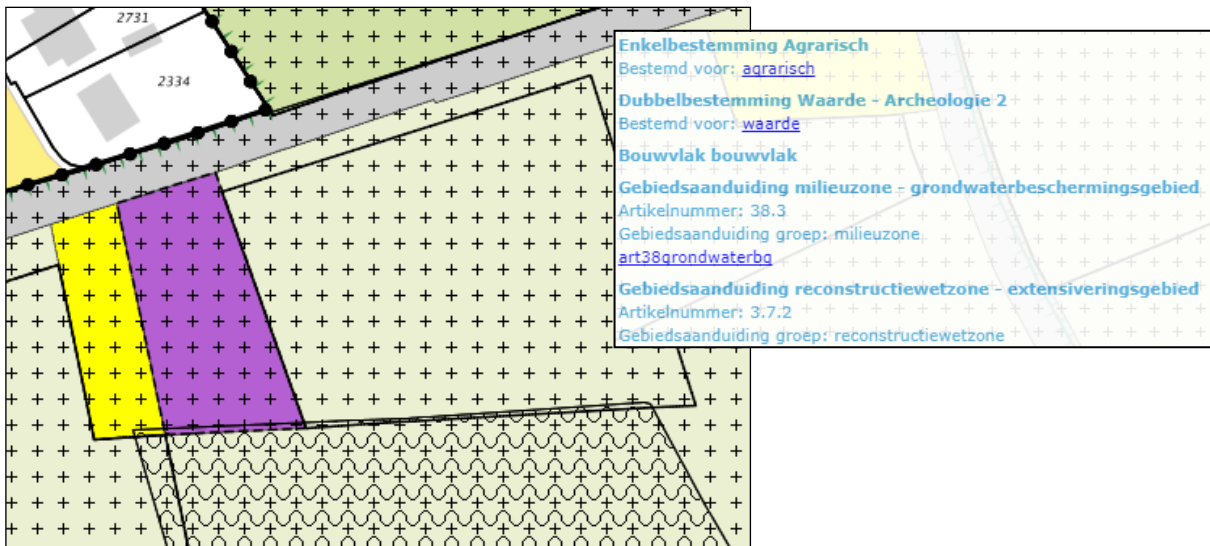 2731
2334
Enkelbestemming Agrarisch
Bestemd voor: agrarisch
Dubbelbestemming Waarde - Archeologie 2
Bestemd voor: waarde
Bouwvlak bouwvlak
Gebiedsaanduiding milieuzone - grondwaterbeschermingsgebied
Artikelnummer: 38.3
Gebiedsaanduiding groep: milieuzone
art38grondwaterbg
Gebiedsaanduiding reconstructiewetzone - extensiveringsgebied
Artikelnummer: 3.7.2
Gebiedsaanduiding groep: reconstructiewetzone